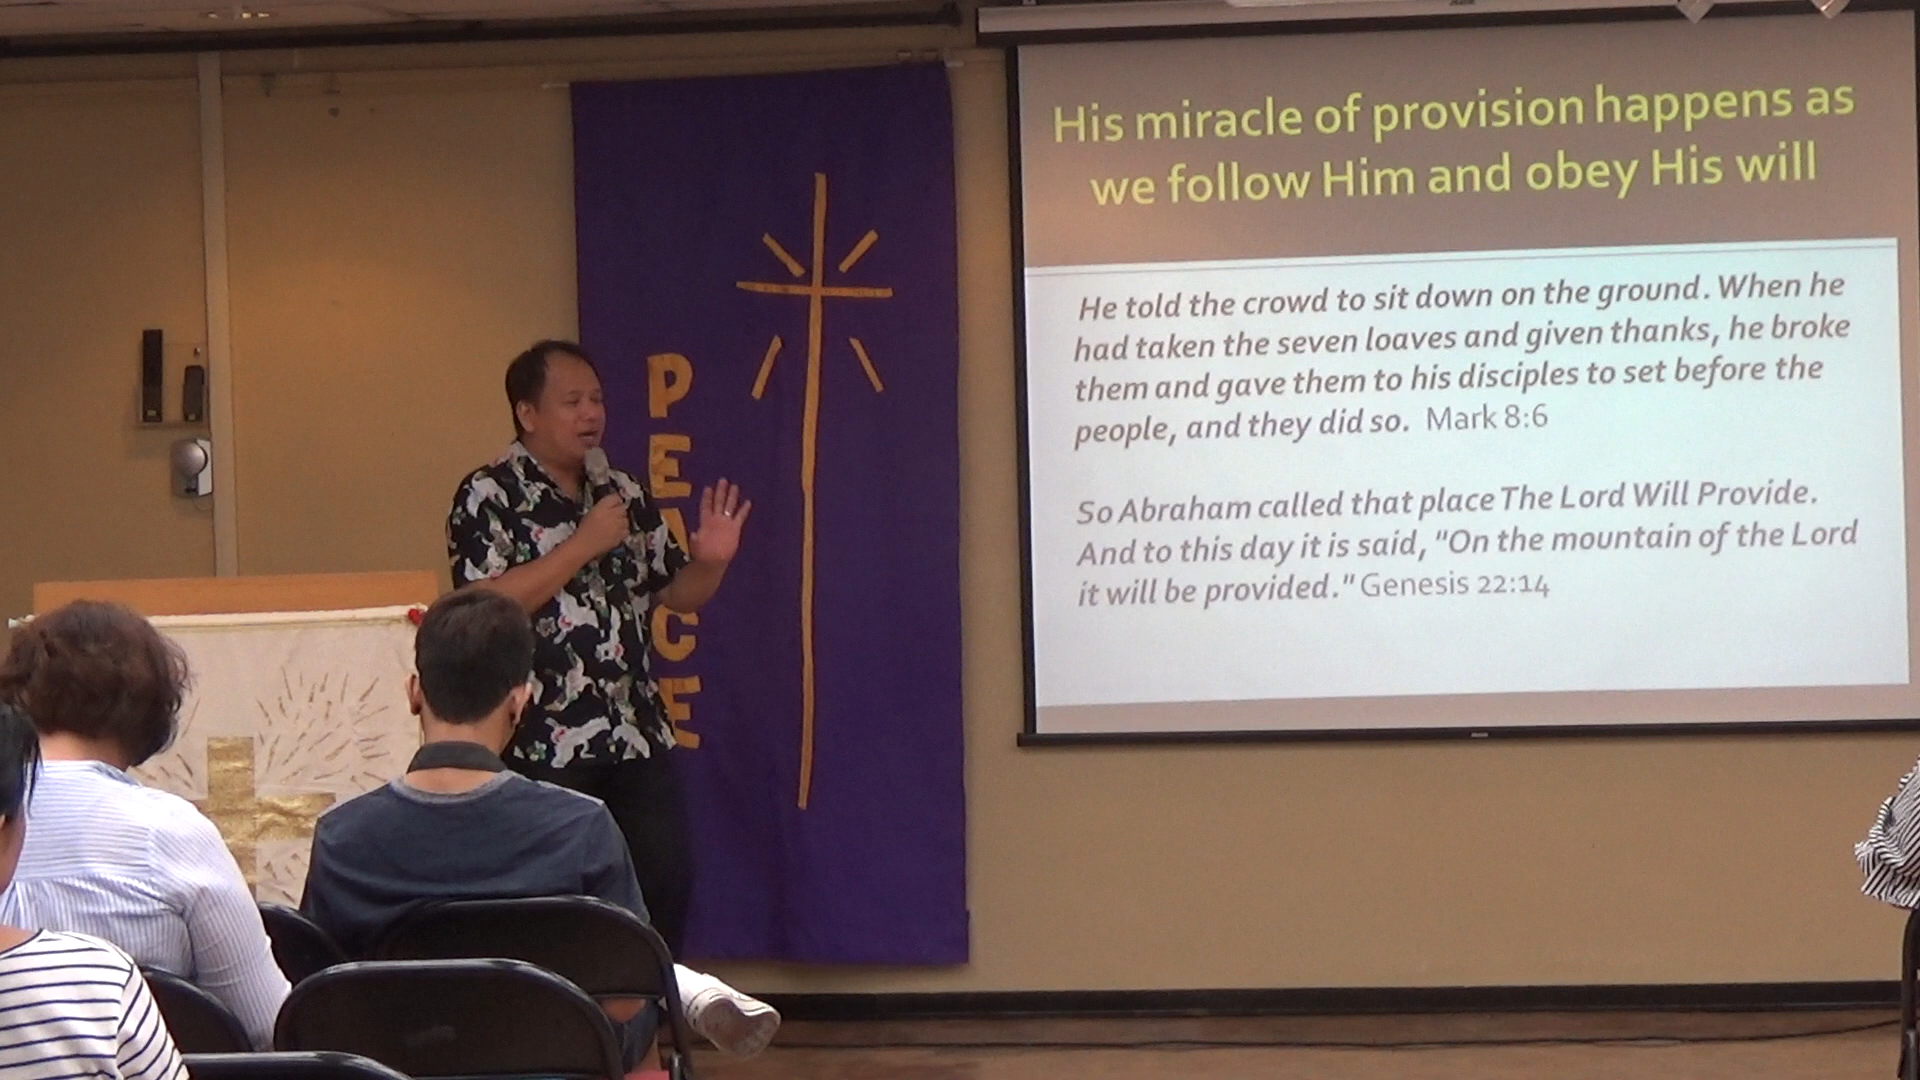 His miracle of provision happens as
we follow Him and obey His will
He told the crowd to sit down on the ground. When he
had taken the seven loaves and given thanks, he broke
them and gave them to his disciples to set before the
people, and they did so. Mark 8:6
So Abraham called that place The Lord Will Provide.
And to this day it is said, "On the mountain of the Lord
it will be provided." Genesis 22:14
PEACE